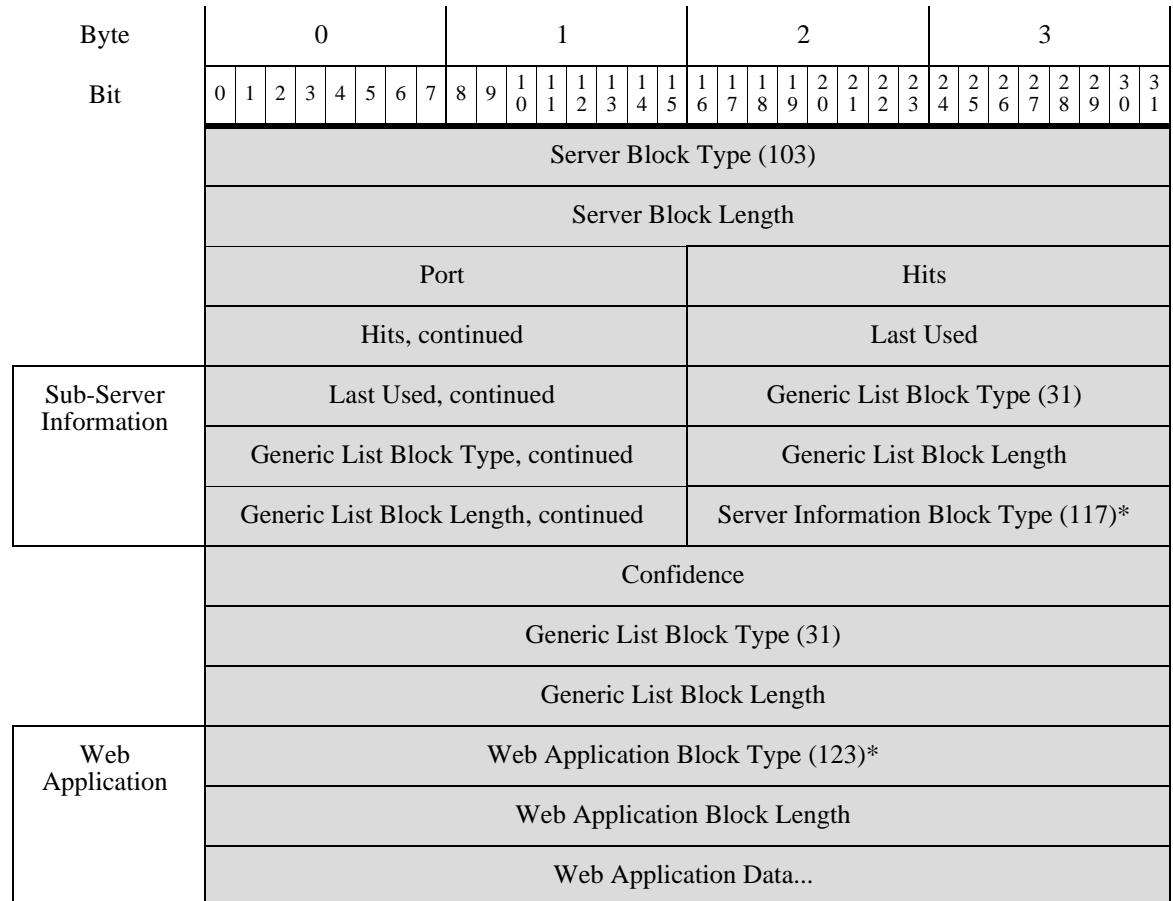 Byte 0 1 2 3
Bit 0 1 2 3 4 5 6 7 8 9 10 11 12 13 14 15 16 17 18 19 20 21 22 23 24 25 26 27 28 29 30 31
Server Block Type (103)
Server Block Length
Port Hits
Hits, continued Last Used
Sub-Server
Information
Last Used, continued Generic List Block Type (31)
Generic List Block Type, continued Generic List Block Length
Generic List Block Length, continued Server Information Block Type (117)*
Confidence
Generic List Block Type (31)
Generic List Block Length
Web
Application
Web Application Block Type (123)*
Web Application Block Length
Web Application Data...